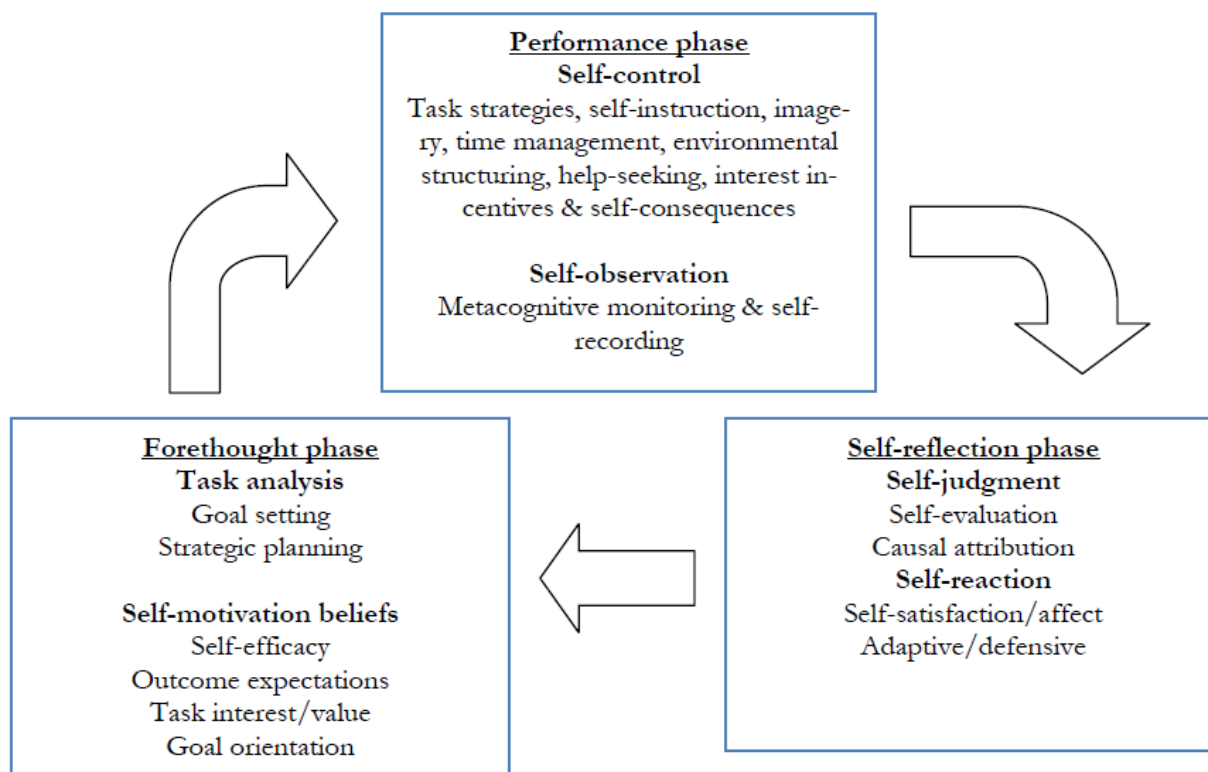 Performance phase
Self-control
Task strategies, self-instruction, image-
ry, time management, environmental
structuring, help-seeking, interest in-
centives & self-consequences
Self-observation
Metacognitive monitoring & self-
recording
Forethought phase
Task analysis
Goal setting
Strategic planning
Self-motivation beliefs
Self-efficacy
Outcome expectations
Task interest/value
Goal orientation
Self-reflection phase
Self-judgment
Self-evaluation
Causal attribution
Self-reaction
Self-satisfaction/affect
Adaptive/defensive